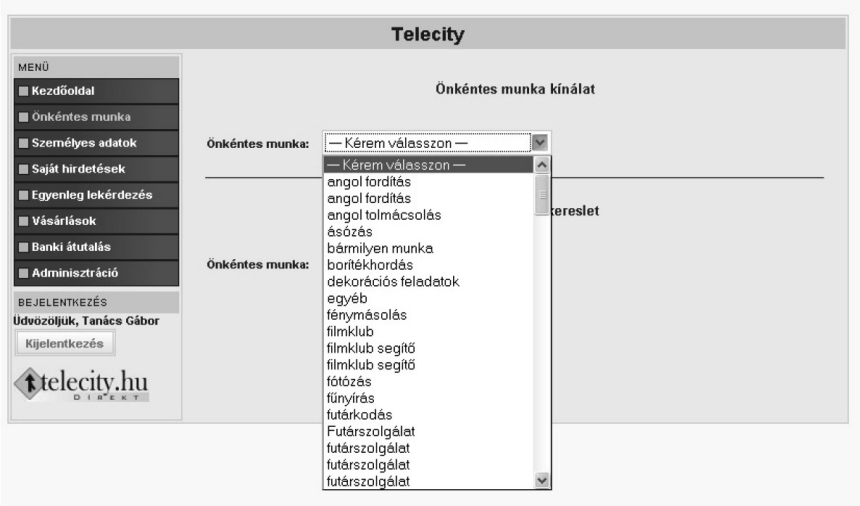 Telecity
MENÜ
Kezdőoldal
Önkéntes munka
Személyes adatok
Saját hirdetések
Egyenleg lekérdezés
Vásárlások
Banki átutalás
Adminisztráció
BEJELENTKEZÉS
Üdvözöljük, Tanács Gábor
Kijelentkezés
telecity.hu
DIREKT
Önkéntes munka kínálat
Önkéntes munka:
— Kérem válasszon —
— Kérem válasszon —
angol fordítás
angol fordítás
angol tolmácsolás
ásózás
bármilyen munka
borítékhordás
dekorációs feladatok
egyéb
fénymásolás
filmklub
filmklub segítő
filmklub segítő
fótózás
fűnyírás
futárkodás
Futárszolgálat
futárszolgálat
futárszolgálat
futárszolgálat
kereslet
Önkéntes munka: